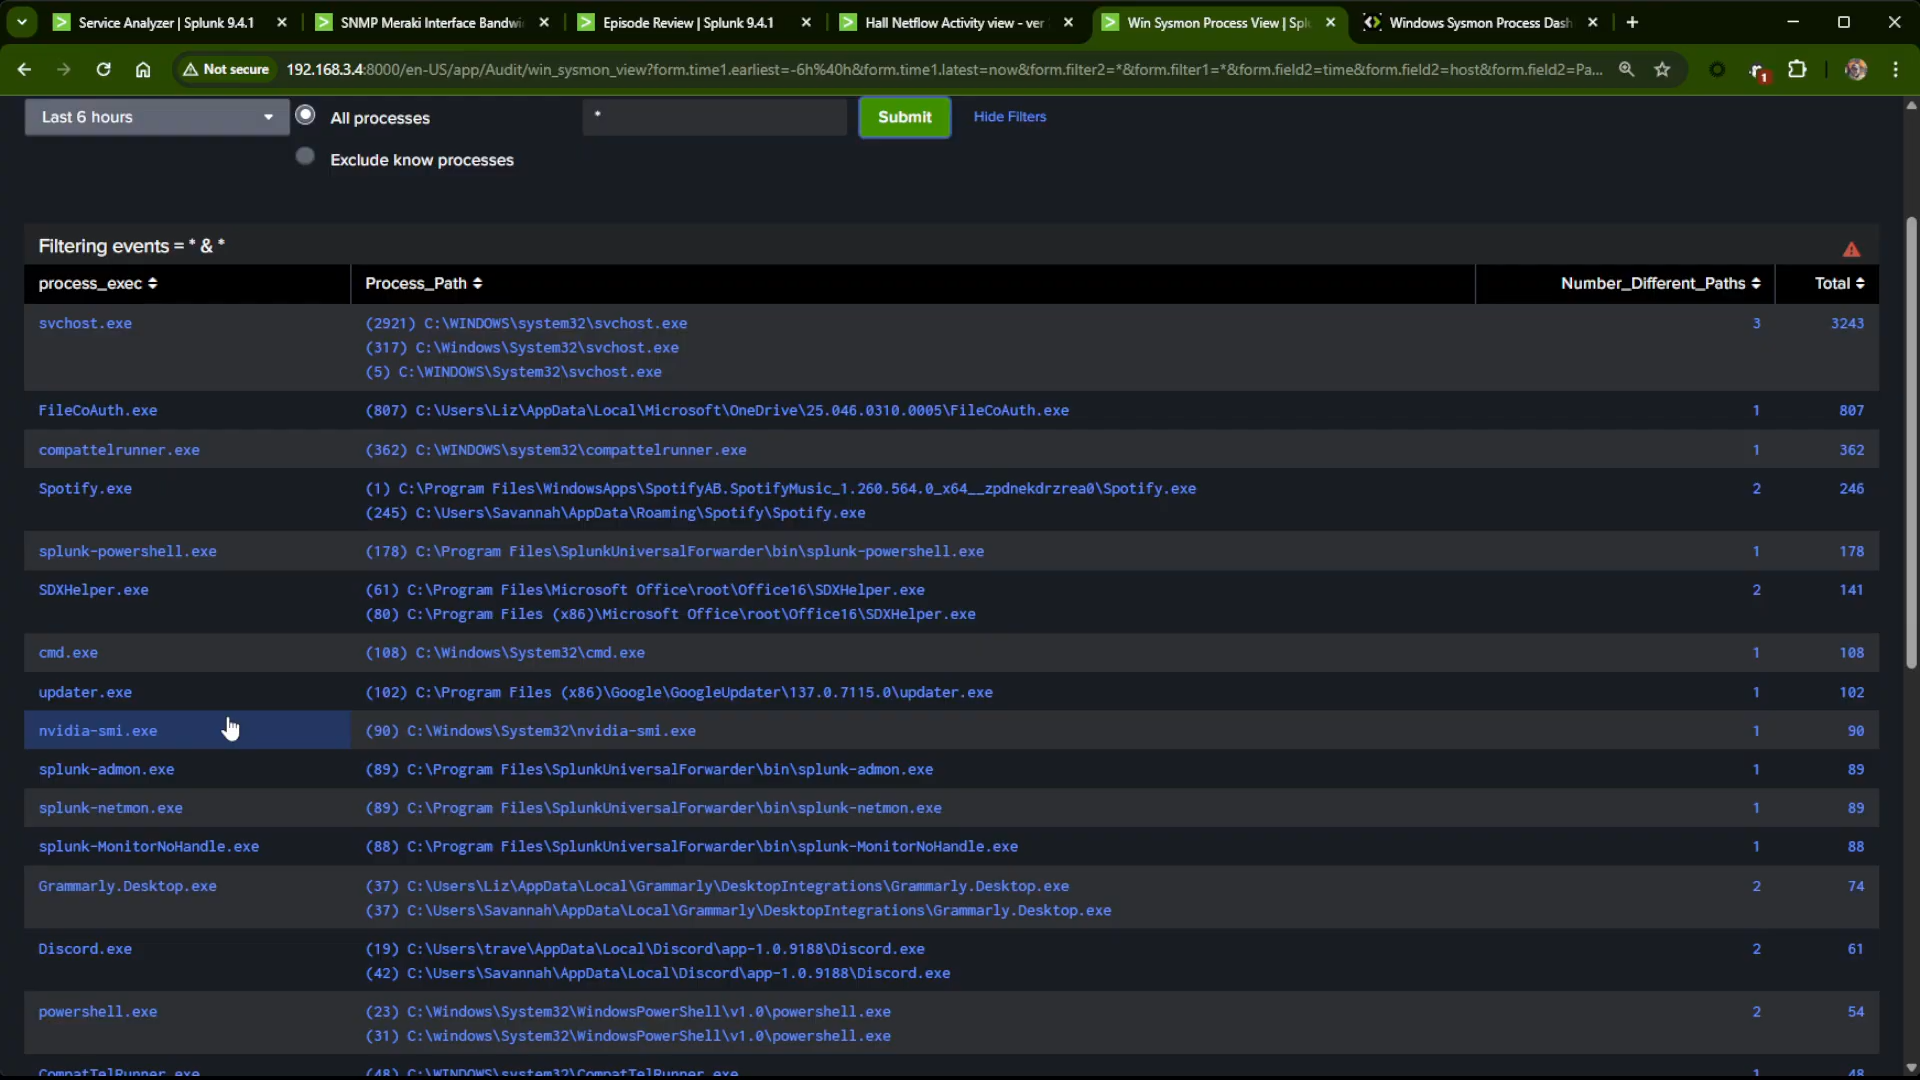 Service Analyzer | Splunk 9.4.1
SNMP Meraki Interface Bandwi
Episode Review | Splunk 9.4.1
Hall Netflow Activity view - ver
Win Sysmon Process View | Spl
Windows Sysmon Process Dash
Not secure
192.168.3.4:8000/en-US/app/Audit/win_sysmon_view?form.time1.earliest=-6h%40h&form.time1.latest=now&form.filter2=*&form.filter1=*&form.field2=time&form.field2=host&form.field2=Pa...
1
Last 6 hours
All processes
*
Submit
Hide Filters
Exclude know processes
Filtering events = * & *
process_exec Process_Path Number_Different_Paths Total
svchost.exe (2921) C:\WINDOWS\system32\svchost.exe 3 3243
(317) C:\Windows\System32\svchost.exe
(5) C:\WINDOWS\System32\svchost.exe
FileCoAuth.exe (807) C:\Users\Liz\AppData\Local\Microsoft\OneDrive\25.046.0310.0005\FileCoAuth.exe 1 807
compattelrunner.exe (362) C:\WINDOWS\system32\compattelrunner.exe 1 362
Spotify.exe (1) C:\Program Files\WindowsApps\SpotifyAB.SpotifyMusic_1.260.564.0_x64__zpdnekdrzrea0\Spotify.exe 2 246
(245) C:\Users\Savannah\AppData\Roaming\Spotify\Spotify.exe
splunk-powershell.exe (178) C:\Program Files\SplunkUniversalForwarder\bin\splunk-powershell.exe 1 178
SDXHelper.exe (61) C:\Program Files\Microsoft Office\root\Office16\SDXHelper.exe 2 141
(80) C:\Program Files (x86)\Microsoft Office\root\Office16\SDXHelper.exe
cmd.exe (108) C:\Windows\System32\cmd.exe 1 108
updater.exe (102) C:\Program Files (x86)\Google\GoogleUpdater\137.0.7115.0\updater.exe 1 102
nvidia-smi.exe (90) C:\Windows\System32\nvidia-smi.exe 1 90
splunk-admon.exe (89) C:\Program Files\SplunkUniversalForwarder\bin\splunk-admon.exe 1 89
splunk-netmon.exe (89) C:\Program Files\SplunkUniversalForwarder\bin\splunk-netmon.exe 1 89
splunk-MonitorNoHandle.exe (88) C:\Program Files\SplunkUniversalForwarder\bin\splunk-MonitorNoHandle.exe 1 88
Grammarly.Desktop.exe (37) C:\Users\Liz\AppData\Local\Grammarly\DesktopIntegrations\Grammarly.Desktop.exe 2 74
(37) C:\Users\Savannah\AppData\Local\Grammarly\DesktopIntegrations\Grammarly.Desktop.exe
Discord.exe (19) C:\Users\trave\AppData\Local\Discord\app-1.0.9188\Discord.exe 2 61
(42) C:\Users\Savannah\AppData\Local\Discord\app-1.0.9188\Discord.exe
powershell.exe (23) C:\Windows\System32\WindowsPowerShell\v1.0\powershell.exe 2 54
(31) C:\windows\System32\WindowsPowerShell\v1.0\powershell.exe
CompatTelRunner.exe (48) C:\WINDOWS\system32\CompatTelRunner.exe 1 48